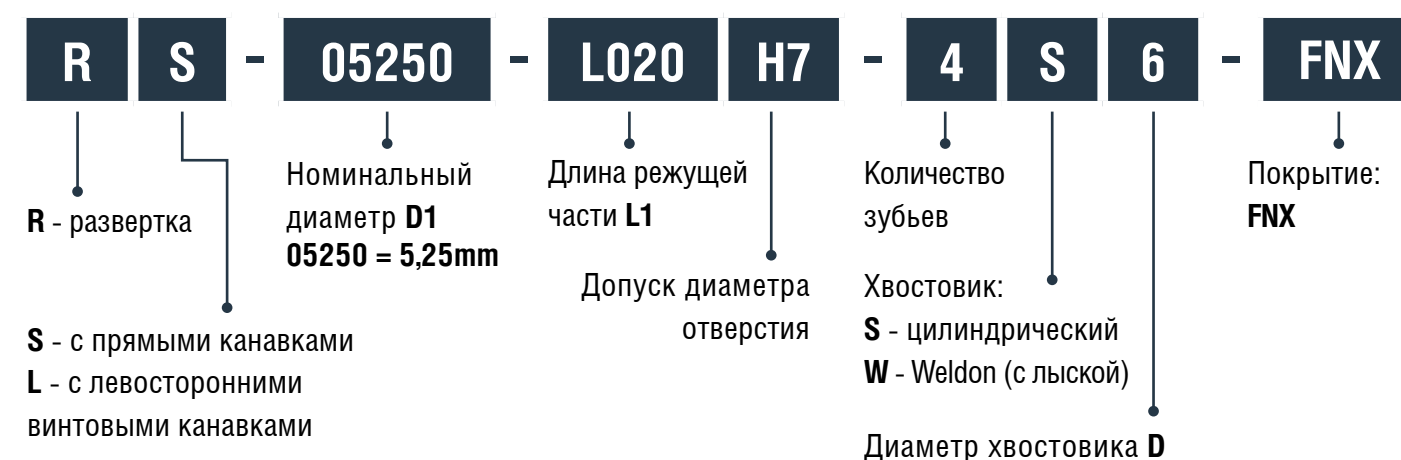 R S - 05250 - L020 H7 - 4 S 6 - FNX
R - развертка
S - с прямыми канавками
L - с левосторонними
винтовыми канавками
Номинальный
диаметр D1
05250 = 5,25mm
Длина режущей
части L1
Допуск диаметра
отверстия
Количество
зубьев
Хвостовик:
S - цилиндрический
W - Weldon (с лыской)
Диаметр хвостовика D
Покрытие:
FNX